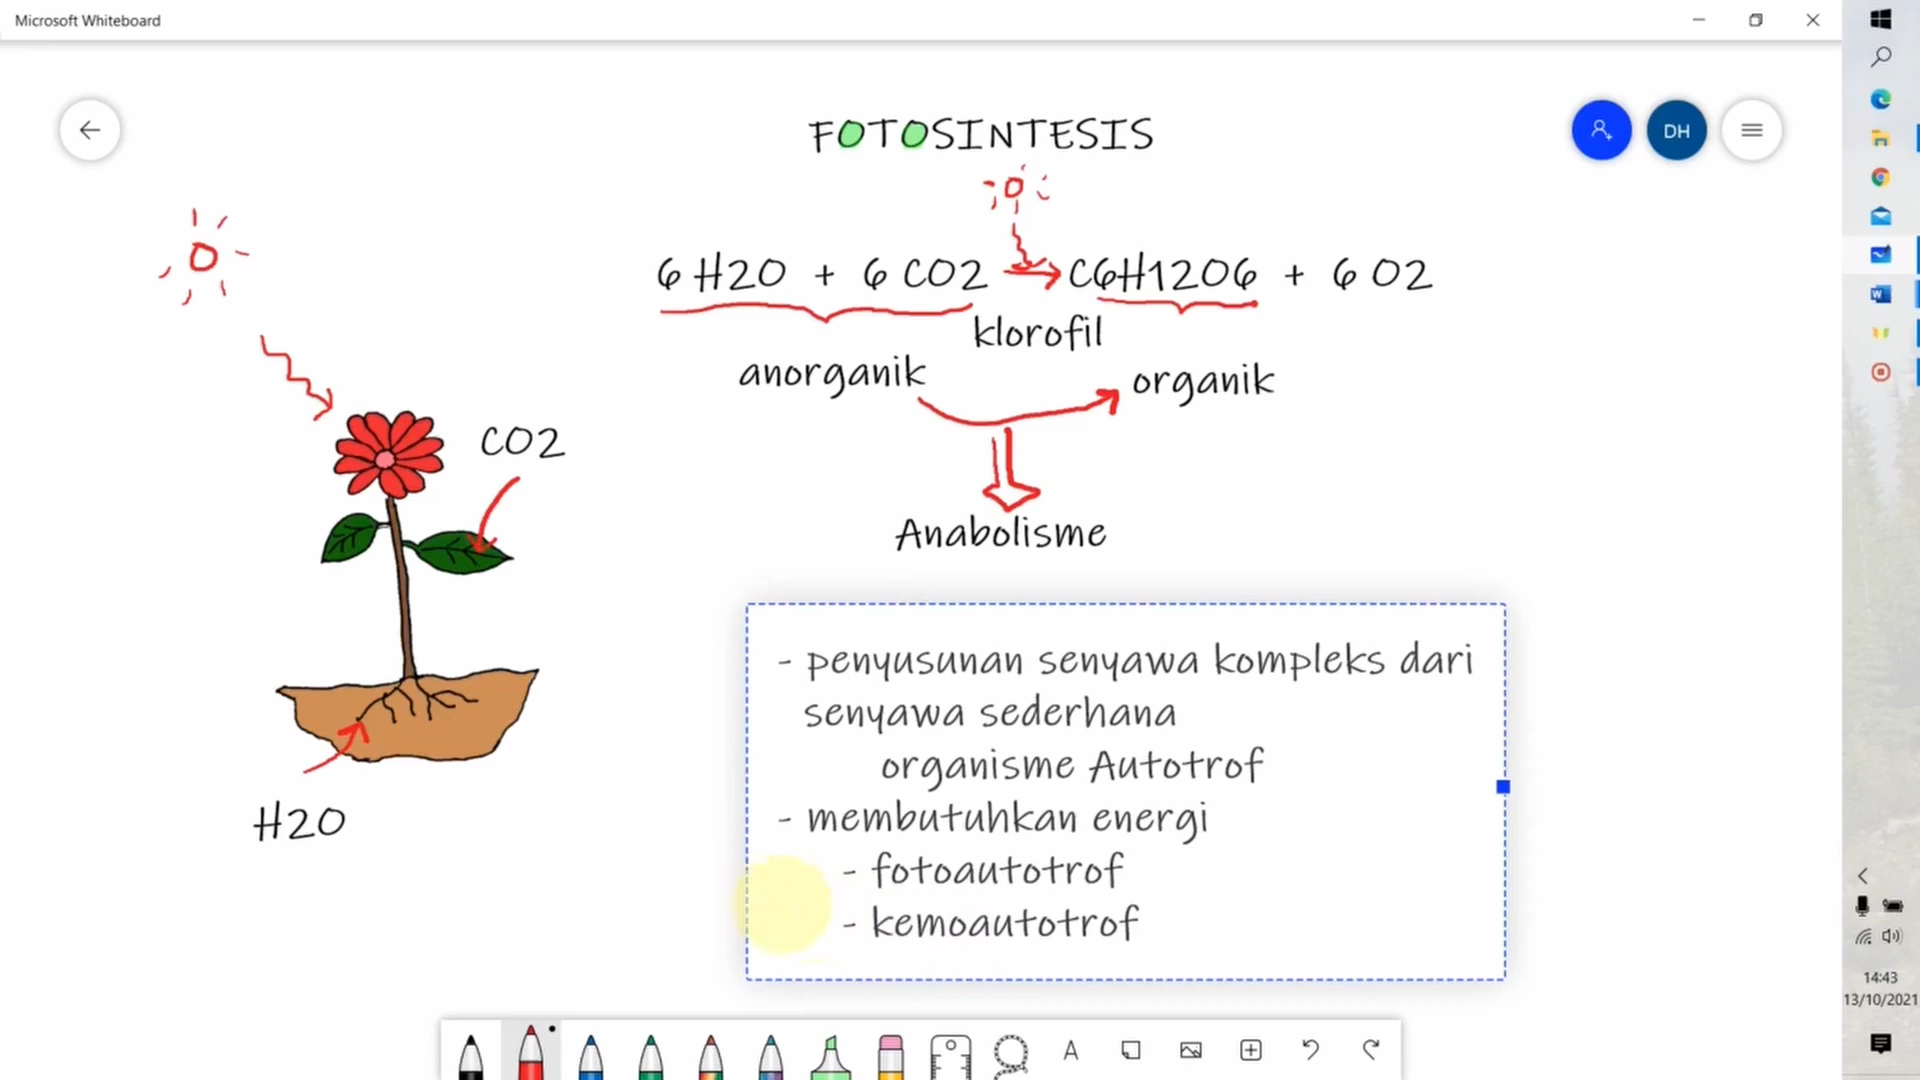 Microsoft Whiteboard
FOTOSINTESIS
DH
6 H2O + 6 CO2 → C6H12O6 + 6 O2
klorofil
anorganik
organik
CO2
Anabolisme
- penyusunan senyawa kompleks dari
senyawa sederhana
organisme Autotrof
- membutuhkan energi
- fotoautotrof
- kemoautotrof
H2O
14:43
13/10/2021
A